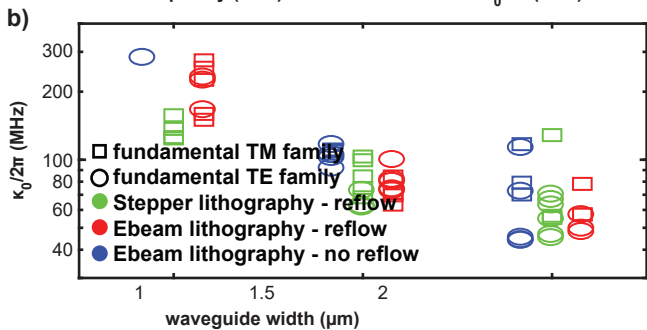 b)
300
200
100
80
60
40
κ₀/2π (MHz)
fundamental TM family
fundamental TE family
Stepper lithography - reflow
Ebeam lithography - reflow
Ebeam lithography - no reflow
1 1.5 2
waveguide width (μm)